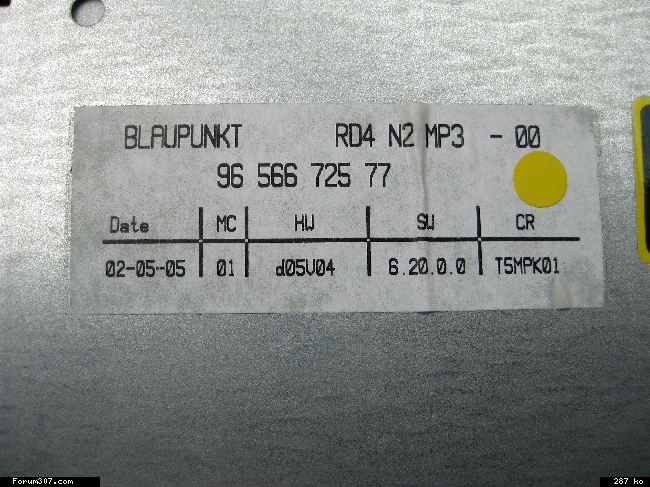 BLAUPUNKT RD4 N2 MP3 - 00
96 566 725 77
Date MC HW SW CR
02-05-05 01 d05V04 6.20.0.0 T5MPK01
Forum307.com 287 ko